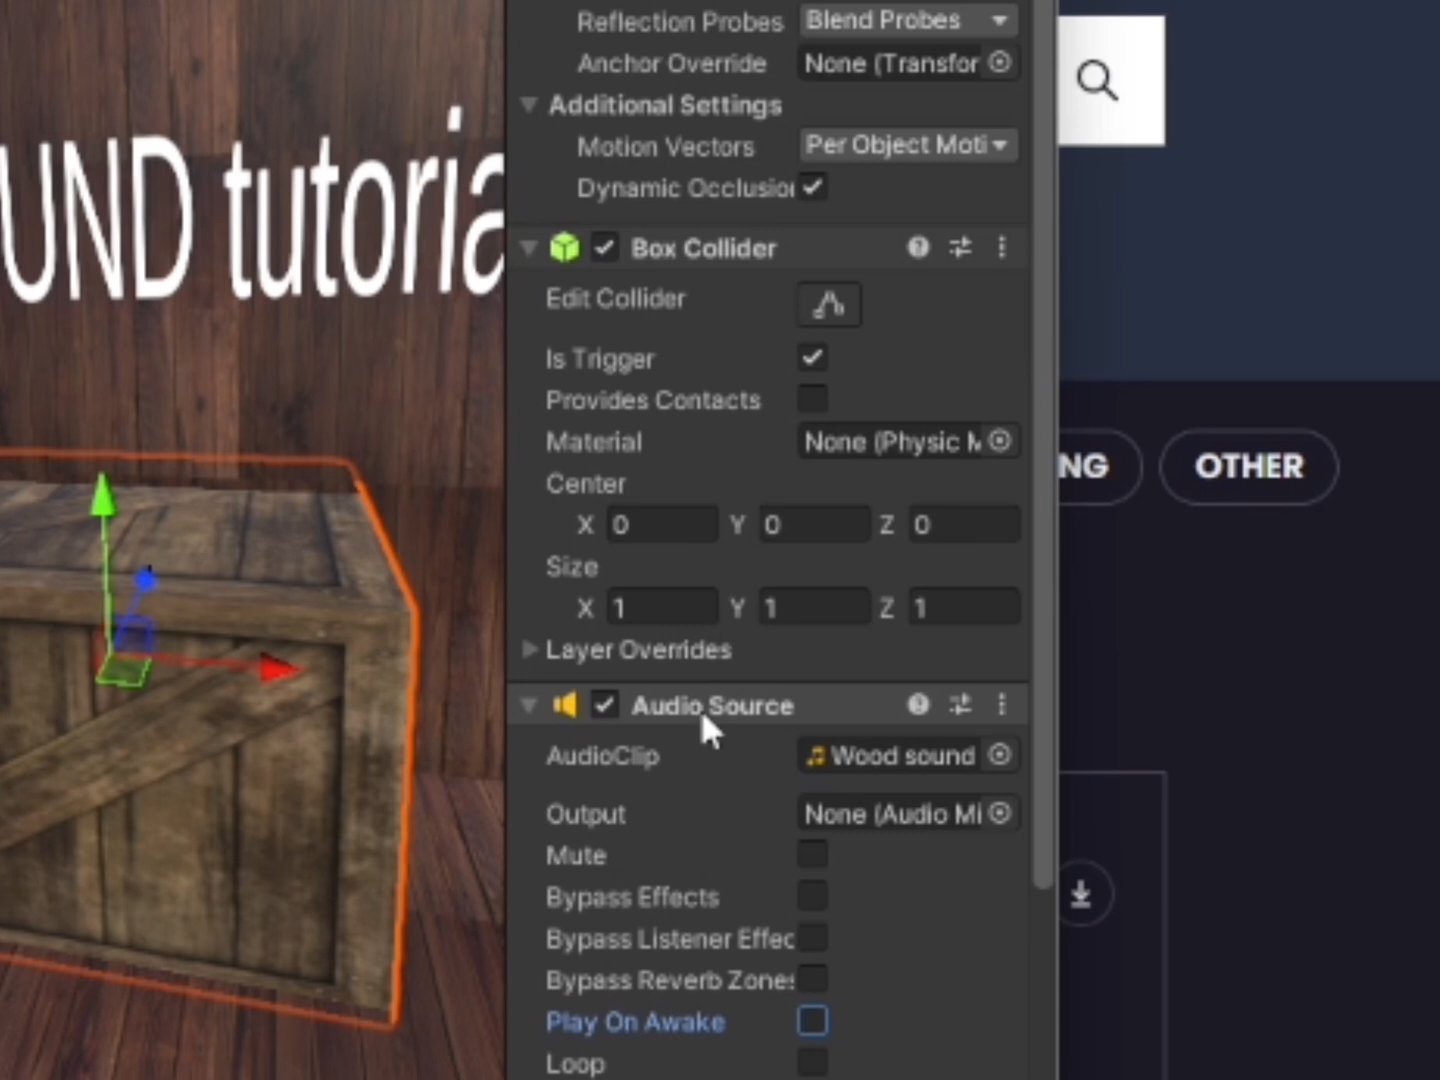 UND tutoria
Reflection Probes Blend Probes
Anchor Override None (Transfor
Additional Settings
Motion Vectors Per Object Moti
Dynamic Occlusion
Box Collider
Edit Collider
Is Trigger
Provides Contacts
Material None (Physic M
Center
X 0 Y 0 Z 0
Size
X 1 Y 1 Z 1
Layer Overrides
Audio Source
AudioClip Wood sound
Output None (Audio Mi
Mute
Bypass Effects
Bypass Listener Effec
Bypass Reverb Zones
Play On Awake
Loop
NG
OTHER